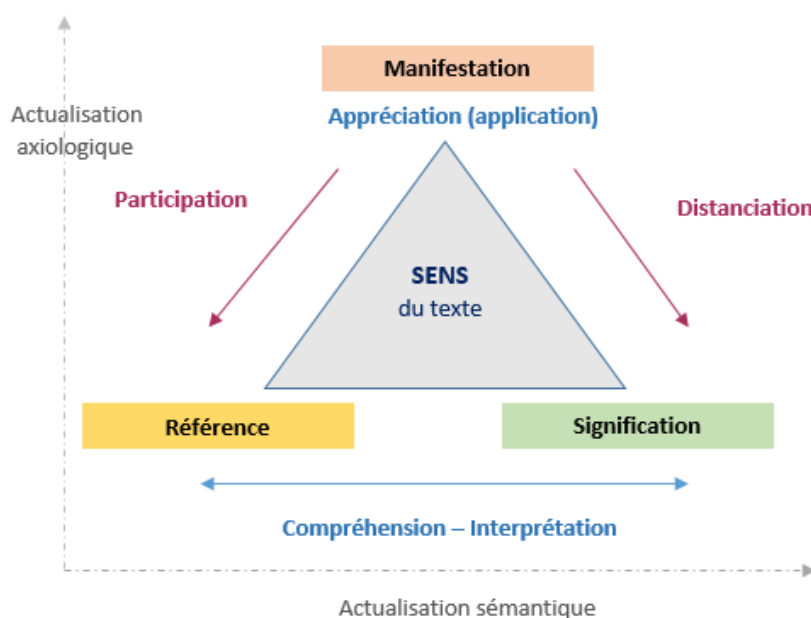 Manifestation
Actualisation
axiologique
Appréciation (application)
Participation
Distanciation
SENS
du texte
Référence
Signification
Compréhension – Interprétation
Actualisation sémantique